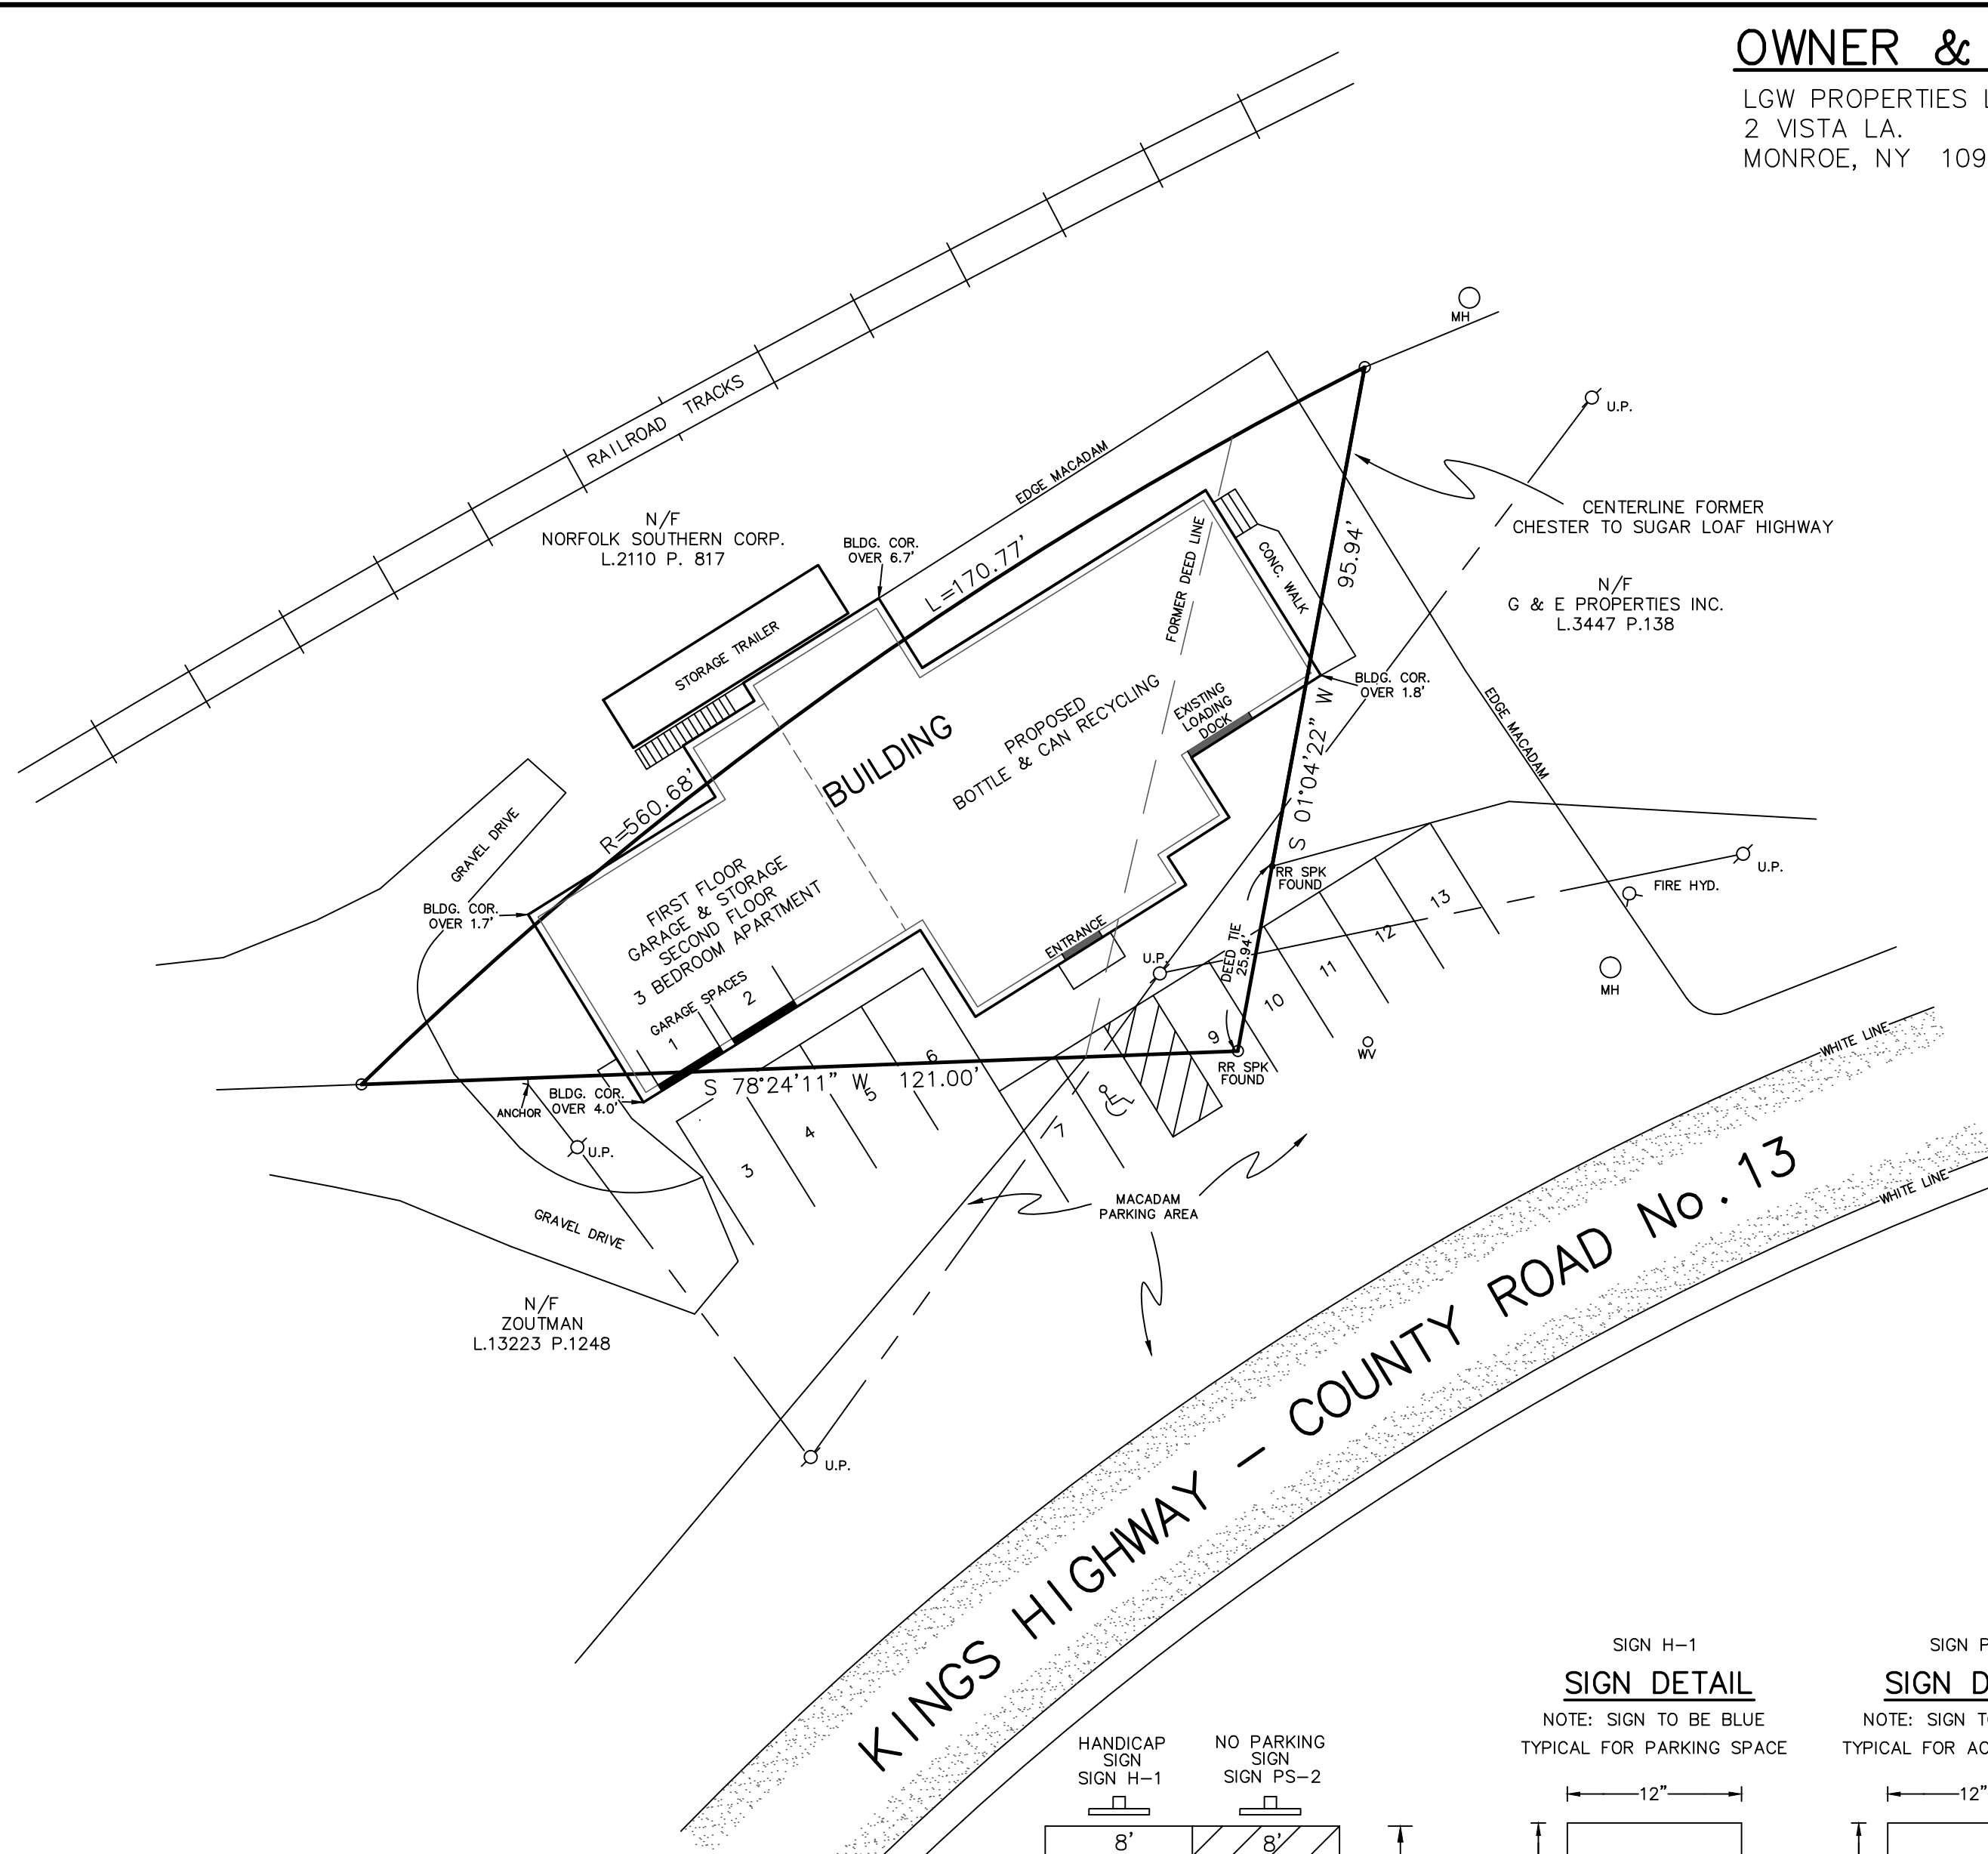 OWNER &
LGW PROPERTIES
2 VISTA LA.
MONROE, NY 109
RAILROAD TRACKS
MH
U.P.
EDGE MACADAM
N/F
NORFOLK SOUTHERN CORP.
L.2110 P. 817
BLDG. COR.
OVER 6.7'
L=170.77'
CENTERLINE FORMER
CHESTER TO SUGAR LOAF HIGHWAY
95.94'
FORMER DEED LINE
CONC. WALK
N/F
G & E PROPERTIES INC.
L.3447 P.138
STORAGE TRAILER
BLDG. COR.
OVER 1.8'
EDGE MACADAM
EXISTING
LOADING
DOCK
PROPOSED
BOTTLE & CAN RECYCLING
BUILDING
S 01°04'22" W
R=560.68'
GRAVEL DRIVE
RR SPK
FOUND
U.P.
FIRE HYD.
FIRST FLOOR
GARAGE & STORAGE
SECOND FLOOR
3 BEDROOM APARTMENT
BLDG. COR.
OVER 1.7'
GARAGE SPACES
1
2
ENTRANCE
U.P.
DEED TIE
25.94'
13
12
11
10
9
MH
WV
RR SPK
FOUND
WHITE LINE
S 78°24'11" W 121.00'
6
5
4
3
7
ANCHOR
BLDG. COR.
OVER 4.0'
U.P.
MACADAM
PARKING AREA
WHITE LINE
GRAVEL DRIVE
N/F
ZOUTMAN
L.13223 P.1248
U.P.
KINGS HIGHWAY - COUNTY ROAD No. 13
SIGN H-1
SIGN DETAIL
NOTE: SIGN TO BE BLUE
TYPICAL FOR PARKING SPACE
12"
SIGN
SIGN
NOTE: SIGN
TYPICAL FOR
12"
HANDICAP
SIGN
SIGN H-1
NO PARKING
SIGN
SIGN PS-2
8'
8'